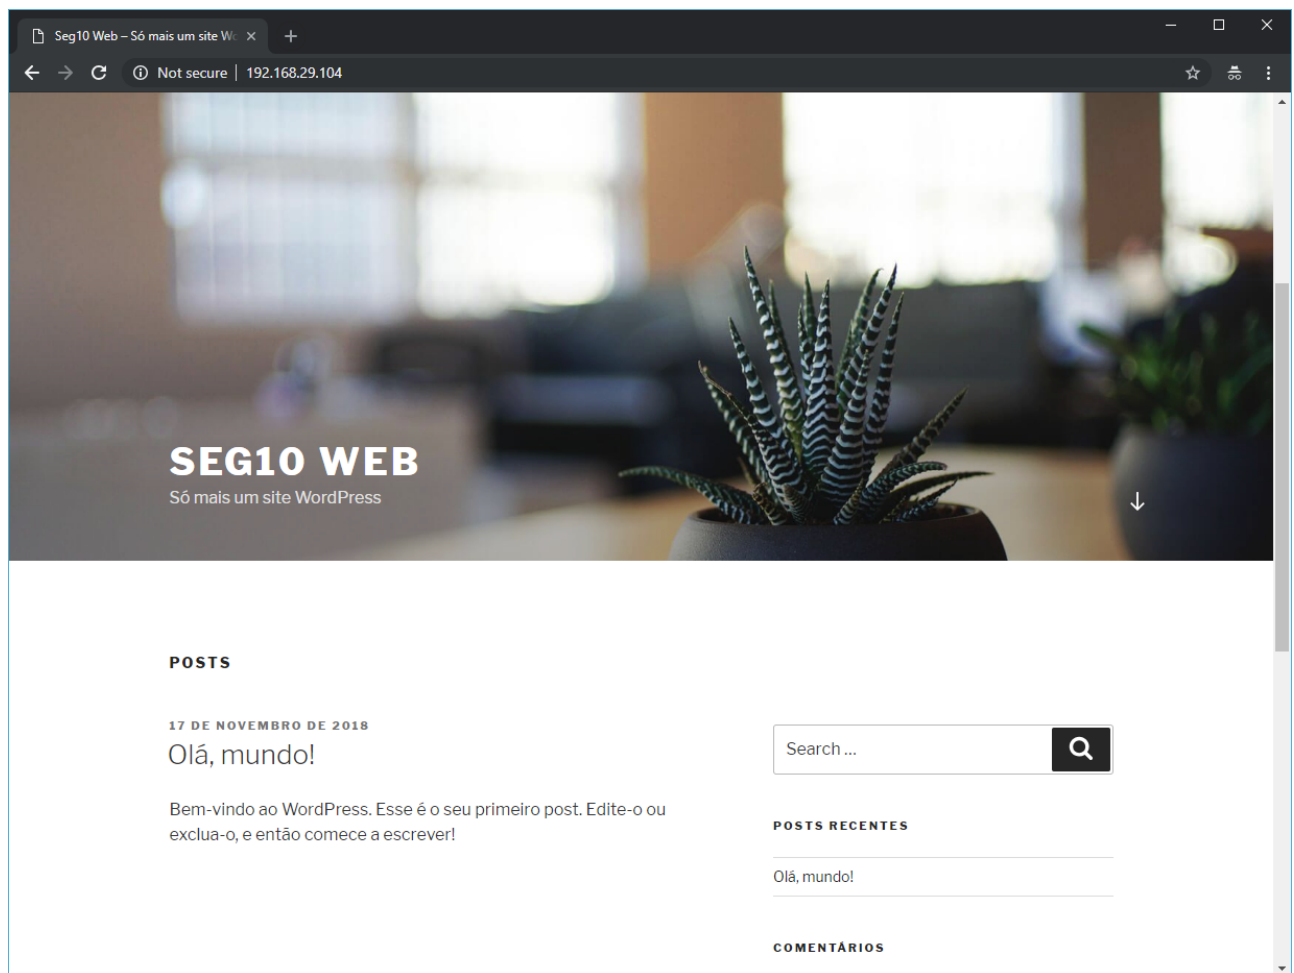 Seg10 Web – Só mais um site Wo
Not secure | 192.168.29.104
SEG10 WEB
Só mais um site WordPress
POSTS
17 DE NOVEMBRO DE 2018
Olá, mundo!
Bem-vindo ao WordPress. Esse é o seu primeiro post. Edite-o ou
exclua-o, e então comece a escrever!
Search …
POSTS RECENTES
Olá, mundo!
COMENTÁRIOS